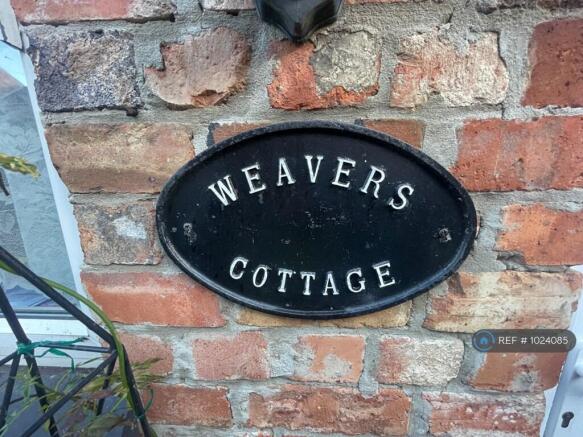 WEAVERS
COTTAGE
REF # 1024085